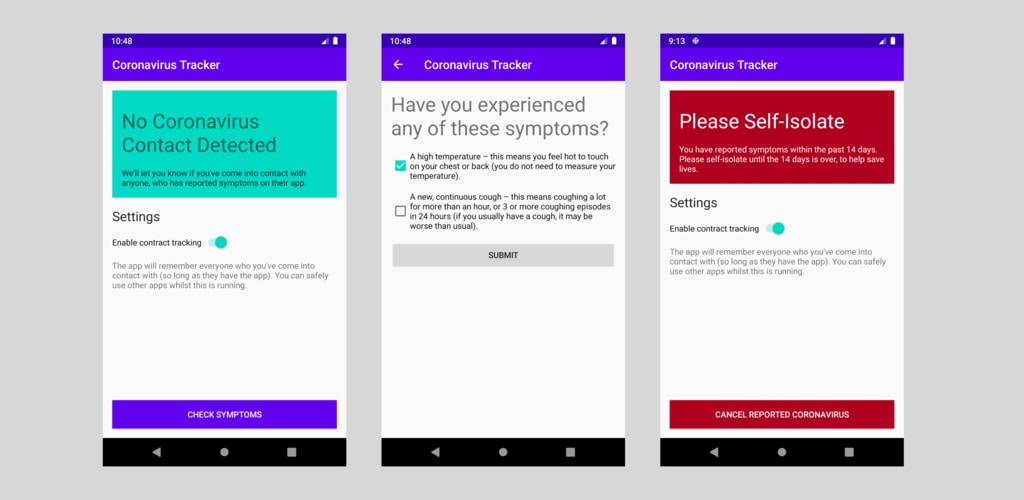 10:48
Coronavirus Tracker
No Coronavirus
Contact Detected
We'll let you know if you've come into contact with
anyone, who has reported symptoms on their app.
Settings
Enable contract tracking
The app will remember everyone who you've come into
contact with (so long as they have the app). You can safely
use other apps whilst this is running.
CHECK SYMPTOMS
10:48
Coronavirus Tracker
Have you experienced
any of these symptoms?
A high temperature – this means you feel hot to touch
on your chest or back (you do not need to measure your
temperature).
A new, continuous cough – this means coughing a lot
for more than an hour, or 3 or more coughing episodes
in 24 hours (if you usually have a cough, it may be
worse than usual).
SUBMIT
9:13
Coronavirus Tracker
Please Self-Isolate
You have reported symptoms within the past 14 days.
Please self-isolate until the 14 days is over, to help save
lives.
Settings
Enable contract tracking
The app will remember everyone who you've come into
contact with (so long as they have the app). You can safely
use other apps whilst this is running.
CANCEL REPORTED CORONAVIRUS